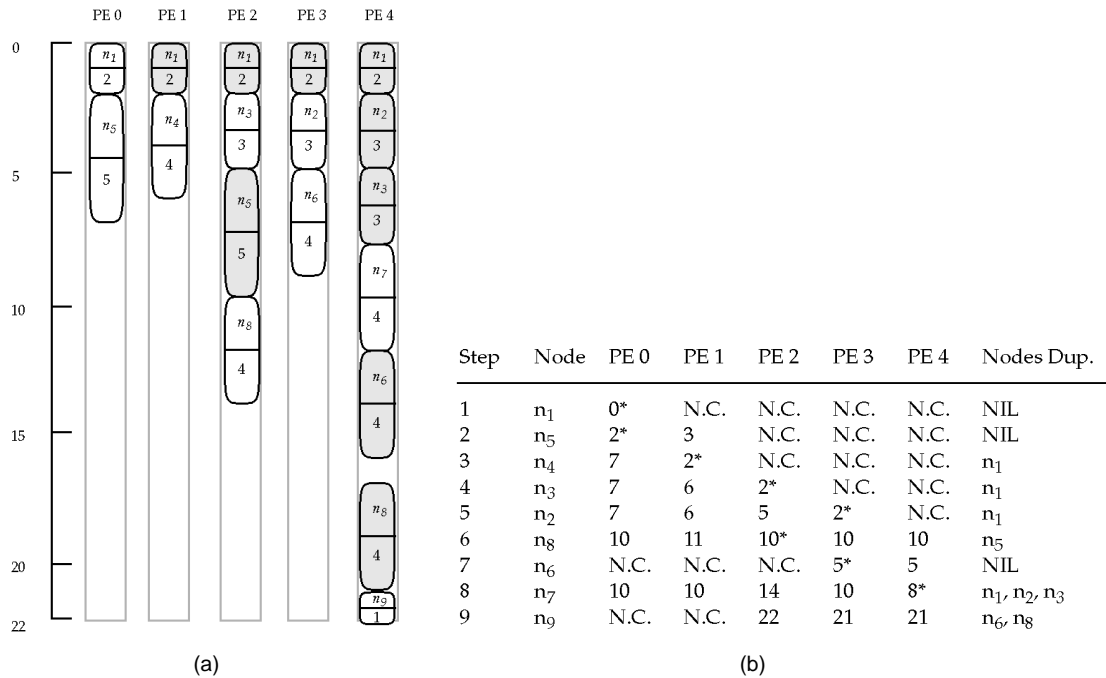 PE 0 PE 1 PE 2 PE 3 PE 4
0
n1 n1 n1 n1 n1
2 2 2 2 2
n5 n4 n3 n2 n2
5 4 3 3 3
5
n5 n6 n3
5 4 3
n7
10
n8 4
4
n6
15
4
n8
20
4
n9
22
1
(a)
Step Node PE 0 PE 1 PE 2 PE 3 PE 4 Nodes Dup.
1 n1 0* N.C. N.C. N.C. N.C. NIL
2 n5 2* 3 N.C. N.C. N.C. NIL
3 n4 7 2* N.C. N.C. N.C. n1
4 n3 7 6 2* N.C. N.C. n1
5 n2 7 6 5 2* N.C. n1
6 n8 10 11 10* 10 10 n5
7 n6 N.C. N.C. N.C. 5* 5 NIL
8 n7 10 10 14 10 8* n1, n2, n3
9 n9 N.C. N.C. 22 21 21 n6, n8
(b)